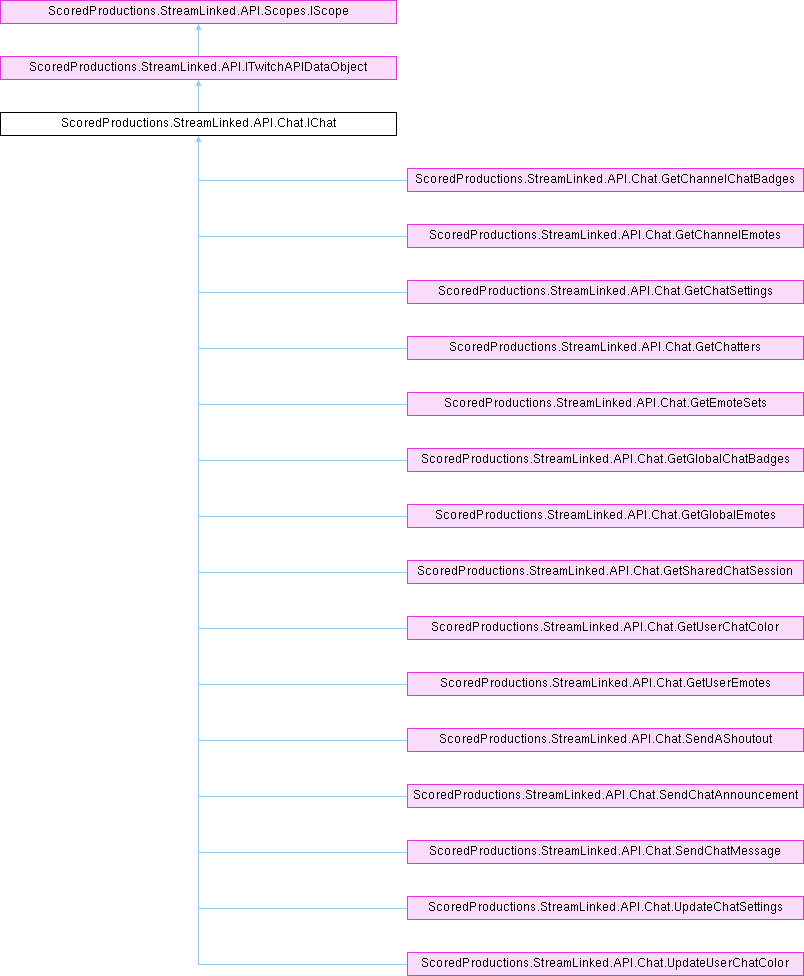 ScoredProductions.StreamLinked.API.Scopes.IScope
ScoredProductions.StreamLinked.API.ITwitchAPIDataObject
ScoredProductions.StreamLinked.API.Chat.IChat
ScoredProductions.StreamLinked.API.Chat.GetChannelChatBadges
ScoredProductions.StreamLinked.API.Chat.GetChannelEmotes
ScoredProductions.StreamLinked.API.Chat.GetChatSettings
ScoredProductions.StreamLinked.API.Chat.GetChatters
ScoredProductions.StreamLinked.API.Chat.GetEmoteSets
ScoredProductions.StreamLinked.API.Chat.GetGlobalChatBadges
ScoredProductions.StreamLinked.API.Chat.GetGlobalEmotes
ScoredProductions.StreamLinked.API.Chat.GetSharedChatSession
ScoredProductions.StreamLinked.API.Chat.GetUserChatColor
ScoredProductions.StreamLinked.API.Chat.GetUserEmotes
ScoredProductions.StreamLinked.API.Chat.SendAShoutout
ScoredProductions.StreamLinked.API.Chat.SendChatAnnouncement
ScoredProductions.StreamLinked.API.Chat.SendChatMessage
ScoredProductions.StreamLinked.API.Chat.UpdateChatSettings
ScoredProductions.StreamLinked.API.Chat.UpdateUserChatColor